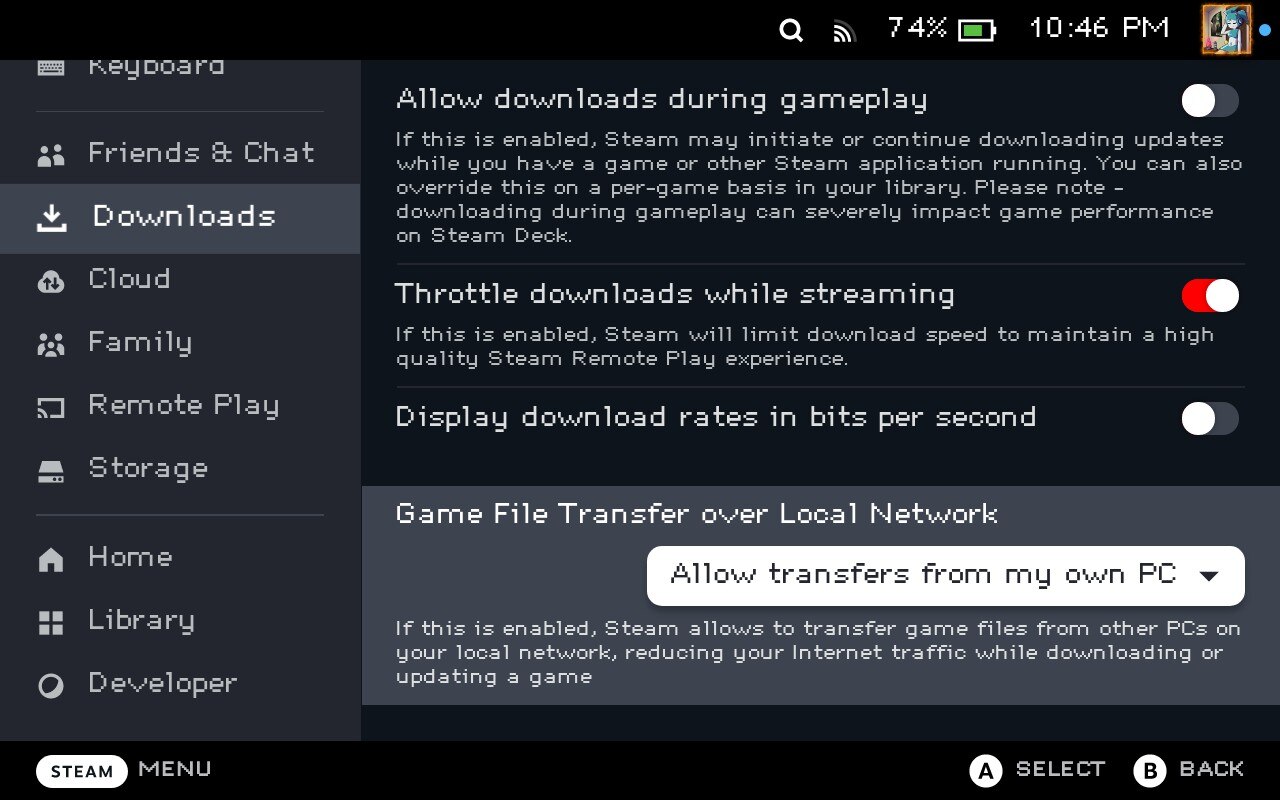 74% 10:46 PM
Keyboard
Friends & Chat
Downloads
Cloud
Family
Remote Play
Storage
Home
Library
Developer
Allow downloads during gameplay
If this is enabled, Steam may initiate or continue downloading updates
while you have a game or other Steam application running. You can also
override this on a per-game basis in your library. Please note -
downloading during gameplay can severely impact game performance
on Steam Deck.
Throttle downloads while streaming
If this is enabled, Steam will limit download speed to maintain a high
quality Steam Remote Play experience.
Display download rates in bits per second
Game File Transfer over Local Network
Allow transfers from my own PC
If this is enabled, Steam allows to transfer game files from other PCs on
your local network, reducing your Internet traffic while downloading or
updating a game
STEAM MENU
A SELECT B BACK